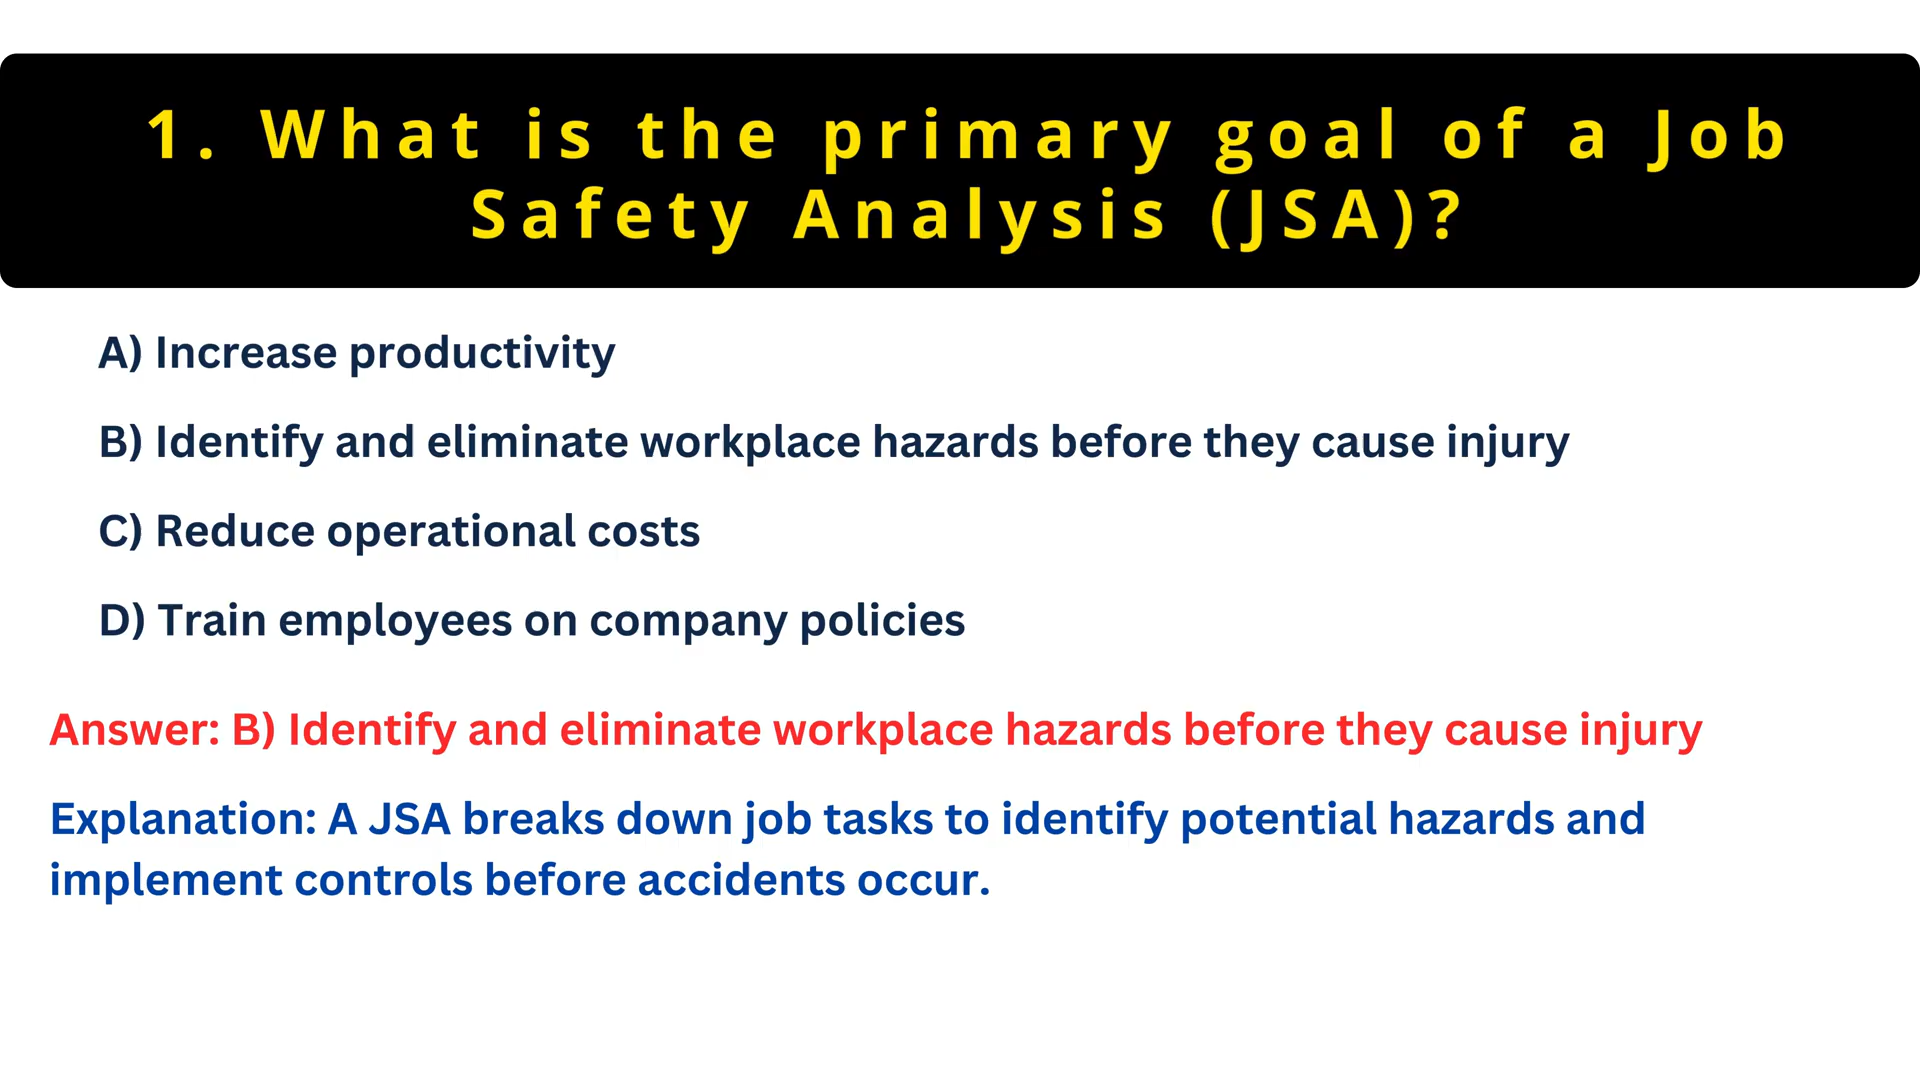 1. What is the primary goal of a Job
Safety Analysis (JSA)?
A) Increase productivity
B) Identify and eliminate workplace hazards before they cause injury
C) Reduce operational costs
D) Train employees on company policies
Answer: B) Identify and eliminate workplace hazards before they cause injury
Explanation: A JSA breaks down job tasks to identify potential hazards and
implement controls before accidents occur.